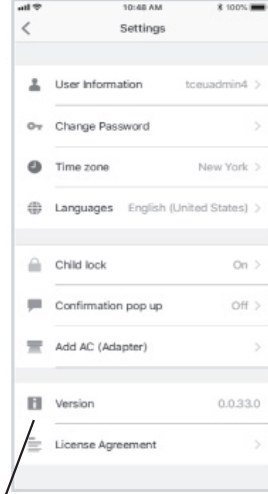 10:48 AM 100%
Settings
User Information tceuadmin4 >
Change Password >
Time zone New York >
Languages English (United States) >
Child lock On >
Confirmation pop up Off >
Add AC (Adapter) >
Version 0.0.33.0
License Agreement >